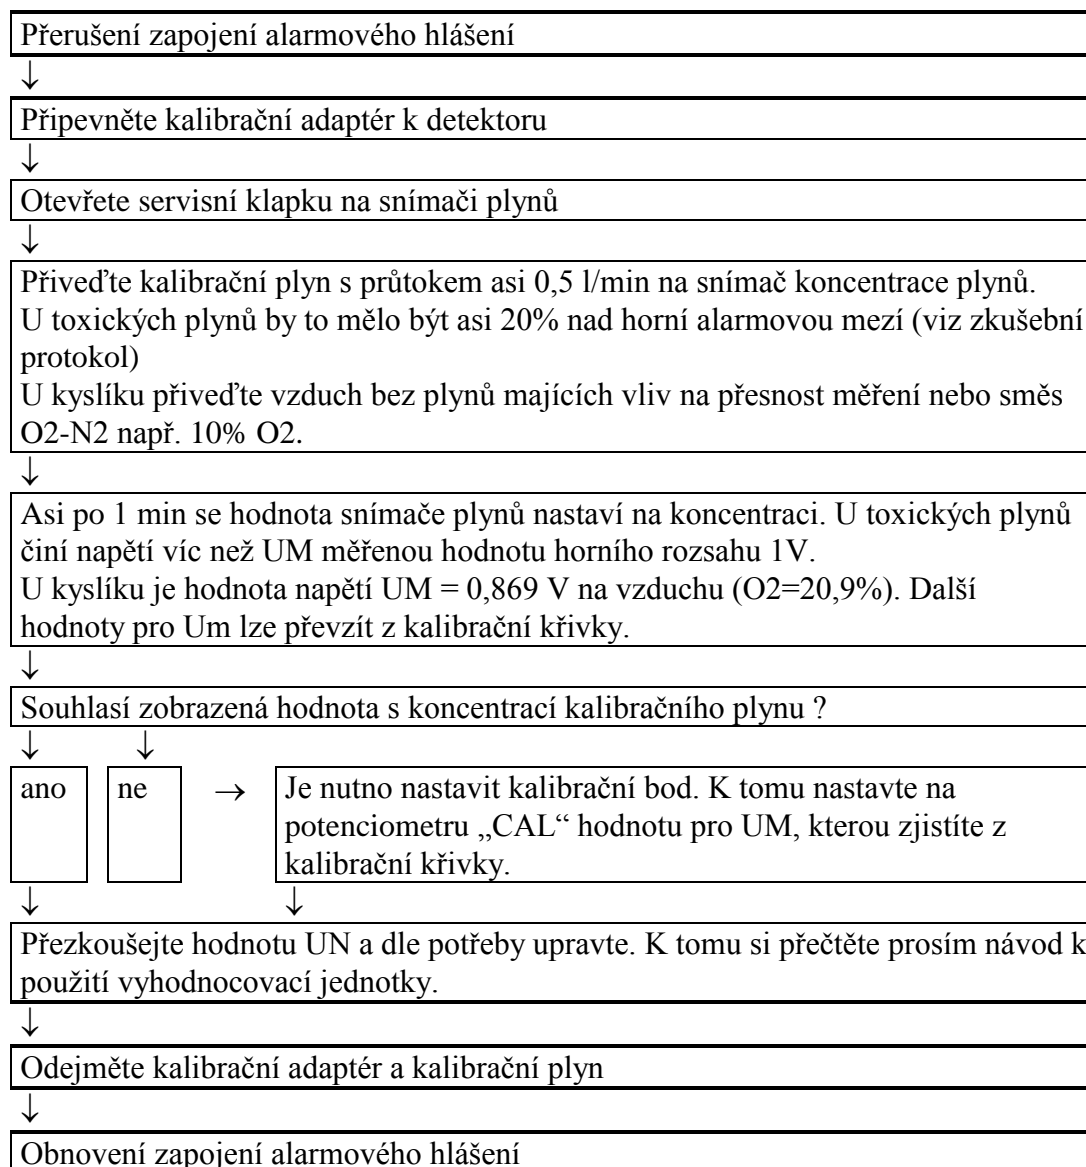 Přerušení zapojení alarmového hlášení
↓
Připevněte kalibrační adaptér k detektoru
↓
Otevřete servisní klapku na snímači plynů
↓
Přiveďte kalibrační plyn s průtokem asi 0,5 l/min na snímač koncentrace plynů.
U toxických plynů by to mělo být asi 20% nad horní alarmovou mezí (viz zkušební
protokol)
U kyslíku přiveďte vzduch bez plynů majících vliv na přesnost měření nebo směs
O2-N2 např. 10% O2.
↓
Asi po 1 min se hodnota snímače plynů nastaví na koncentraci. U toxických plynů
činí napětí víc než UM měřenou hodnotu horního rozsahu 1V.
U kyslíku je hodnota napětí UM = 0,869 V na vzduchu (O2=20,9%). Další
hodnoty pro Um lze převzít z kalibrační křivky.
↓
Souhlasí zobrazená hodnota s koncentrací kalibračního plynu ?
↓ ↓
ano ne → Je nutno nastavit kalibrační bod. K tomu nastavte na
potenciometru „CAL“ hodnotu pro UM, kterou zjistíte z
kalibrační křivky.
↓ ↓
Přezkoušejte hodnotu UN a dle potřeby upravte. K tomu si přečtěte prosím návod k
použití vyhodnocovací jednotky.
↓
Odejměte kalibrační adaptér a kalibrační plyn
↓
Obnovení zapojení alarmového hlášení